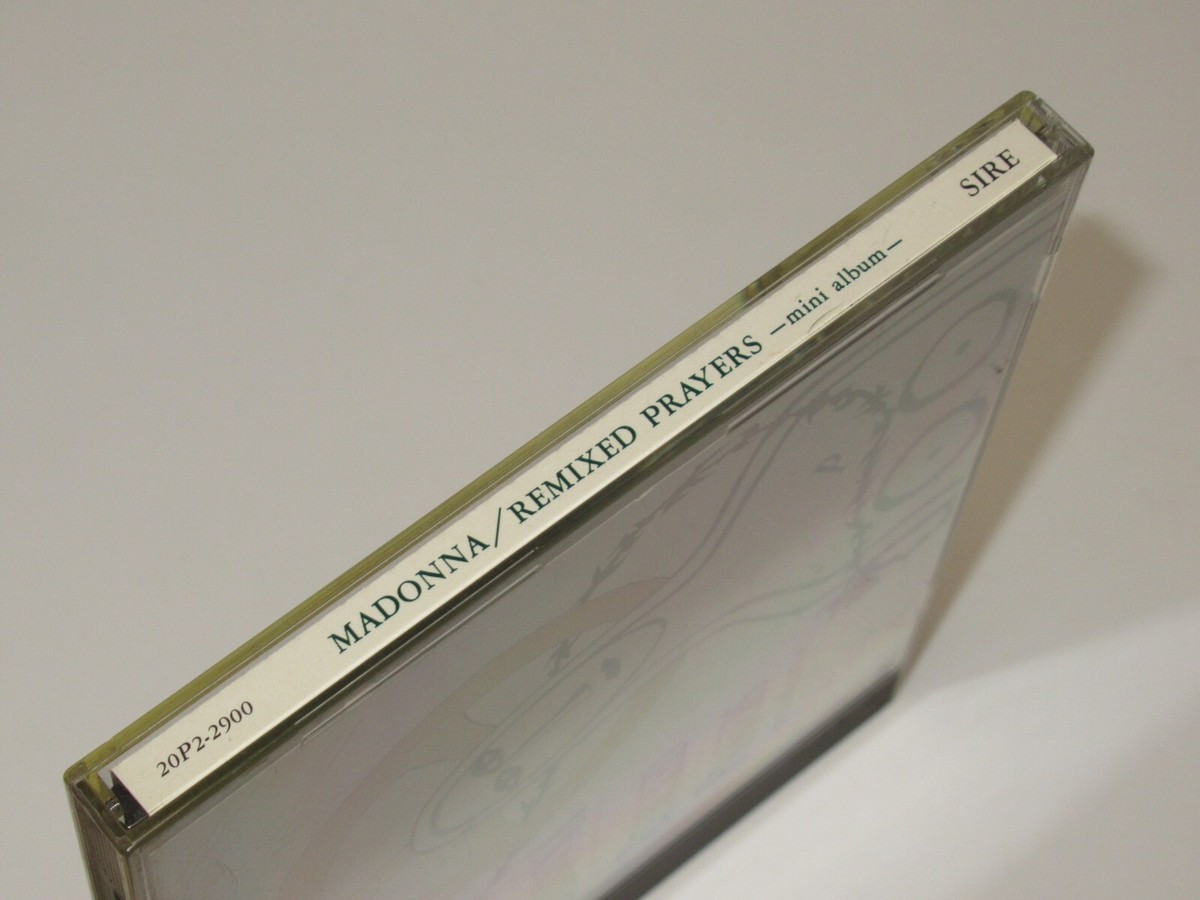 20P2-2900 MADONNA/REMIXED PRAYERS —mini album— SIRE